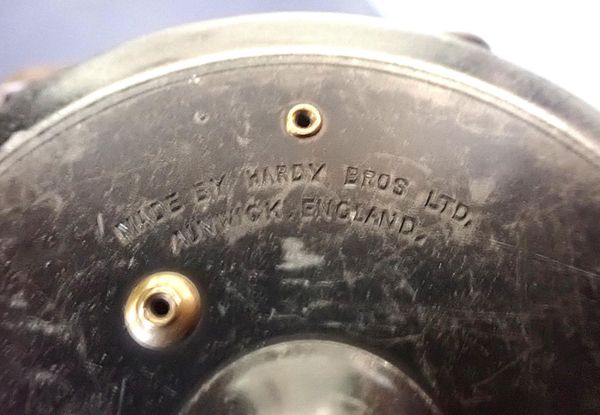 MADE BY HARDY BROS LTD.
ALNWICK. ENGLAND.